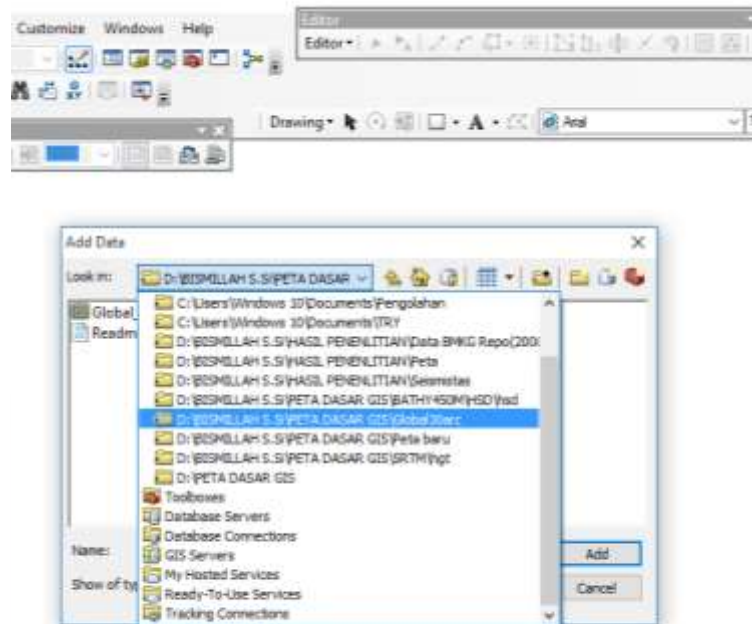 Editor
Customize Windows Help
Editor
Drawing A Arial
Add Data
Look in: D:\BISMILLAH S.Si\PETA DASAR
Global_
Readm
C:\Users\Windows 10\Documents\Pengolahan
C:\Users\Windows 10\Documents\TRY
D:\BISMILLAH S.Si\HASIL PENENLITIAN\Data BMKG Repo(200
D:\BISMILLAH S.Si\HASIL PENENLITIAN\Peta
D:\BISMILLAH S.Si\HASIL PENENLITIAN\Seismistas
D:\BISMILLAH S.Si\PETA DASAR GIS\BATHY450M\HSD\hsd
D:\BISMILLAH S.Si\PETA DASAR GIS\Global30arc
D:\BISMILLAH S.Si\PETA DASAR GIS\Peta baru
D:\BISMILLAH S.Si\PETA DASAR GIS\SRTM\hgt
D:\PETA DASAR GIS
Toolboxes
Database Servers
Database Connections
GIS Servers
My Hosted Services
Ready-To-Use Services
Tracking Connections
Name:
Add
Show of ty
Cancel